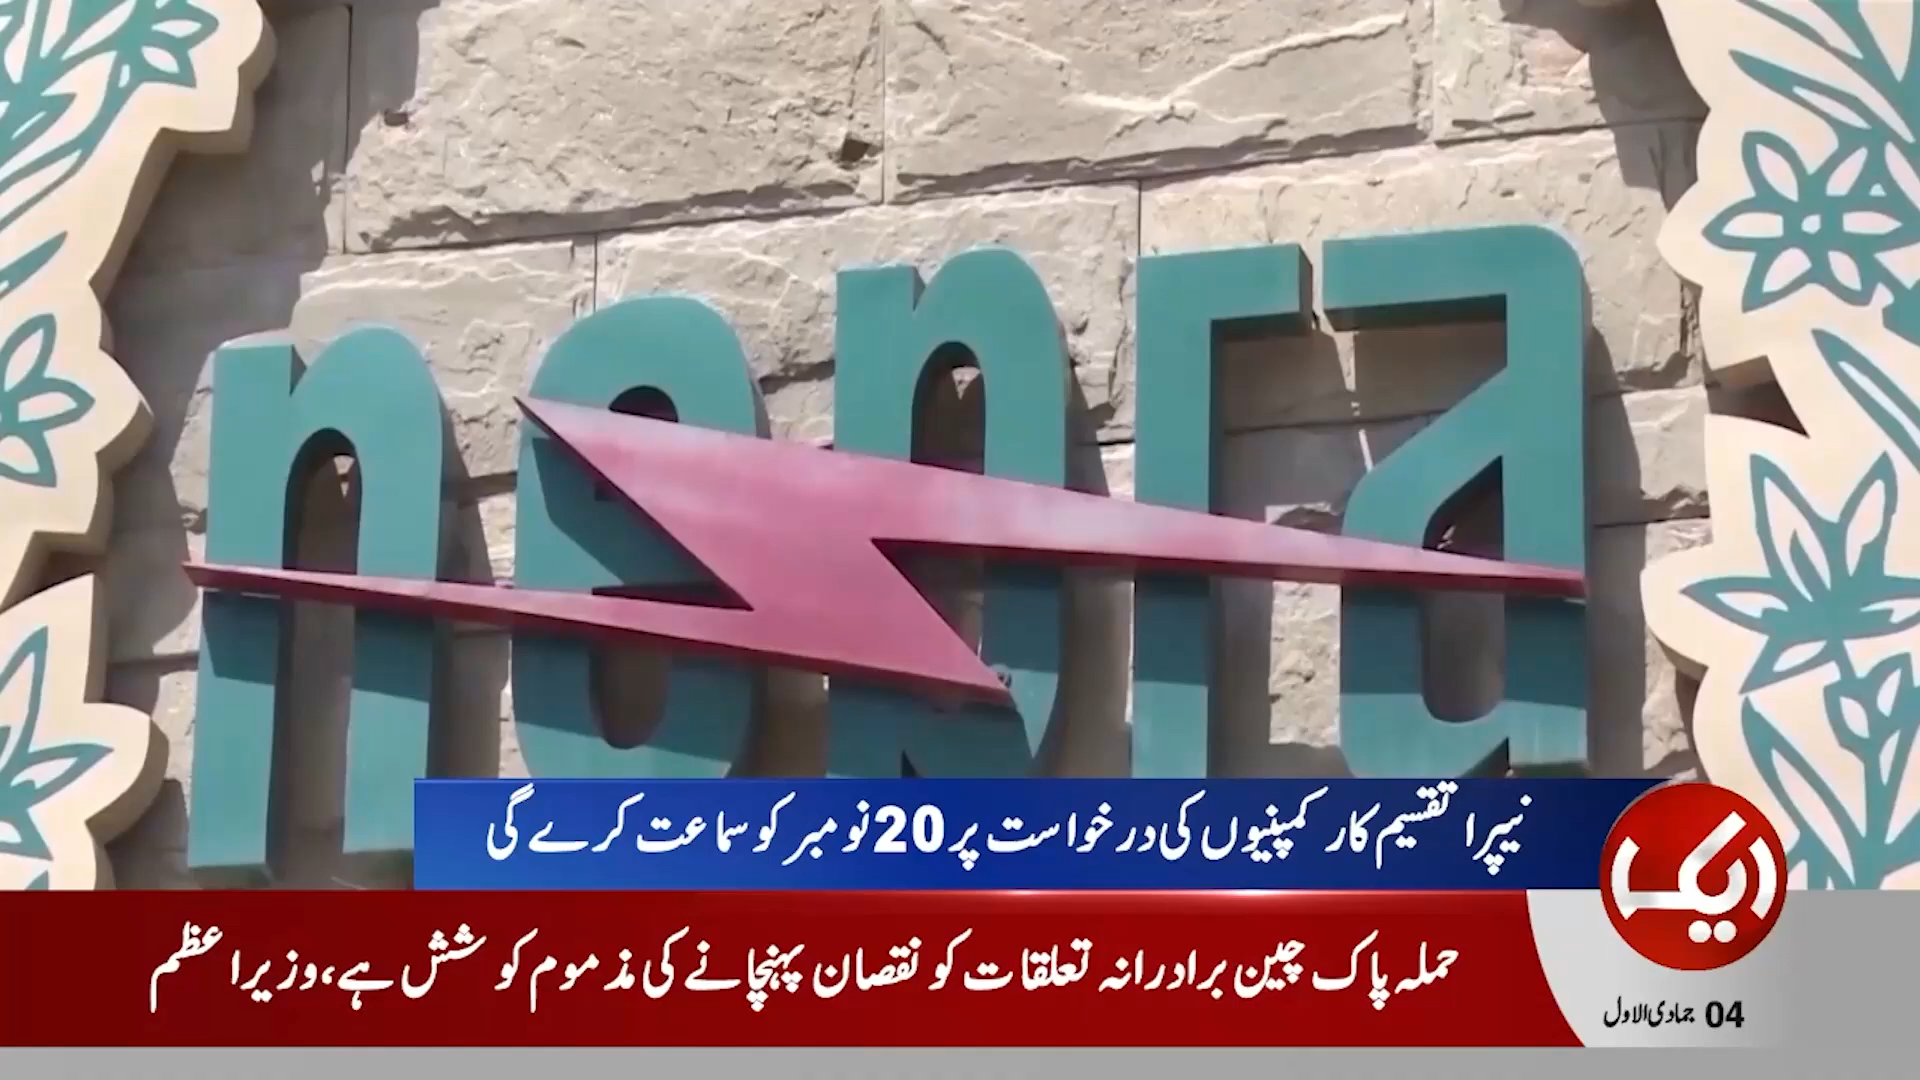 nepra
نیپرا تقسیم کار کمپنیوں کی درخواست پر 20 نومبر کو سماعت کرے گی
ایک
حملہ پاک چین برادرانہ تعلقات کو نقصان پہنچانے کی مذموم کوشش ہے، وزیراعظم
04 جمادی الاول